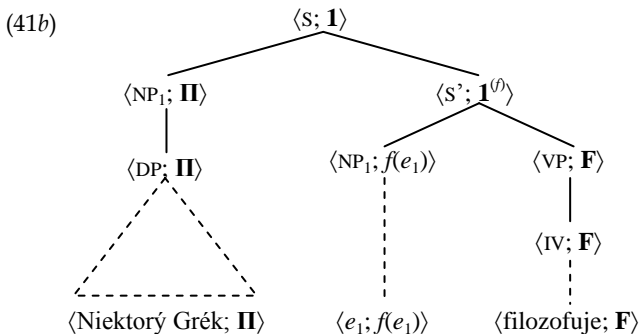 (41b)
⟨S; 1⟩
⟨NP₁; Π⟩ ⟨S'; 1⁽ᶠ⁾⟩
⟨DP; Π⟩ ⟨NP₁; f(e₁)⟩ ⟨VP; F⟩
⟨IV; F⟩
⟨Niektorý Grék; Π⟩ ⟨e₁; f(e₁)⟩ ⟨filozofuje; F⟩